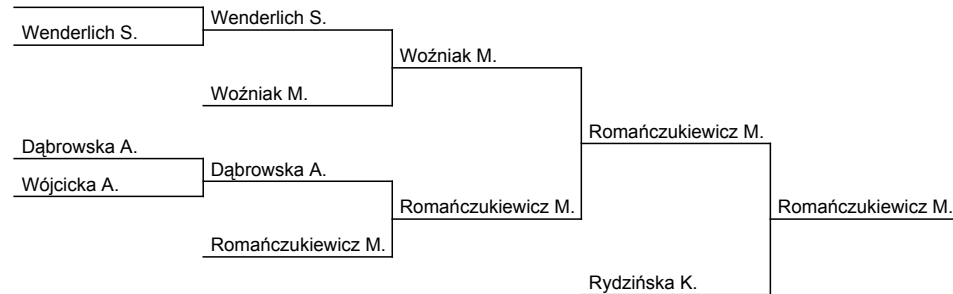 Wenderlich S.
Wenderlich S.
Woźniak M.
Woźniak M.
Romańczukiewicz M.
Dąbrowska A.
Wójcicka A.
Dąbrowska A.
Romańczukiewicz M.
Romańczukiewicz M.
Romańczukiewicz M.
Rydzińska K.